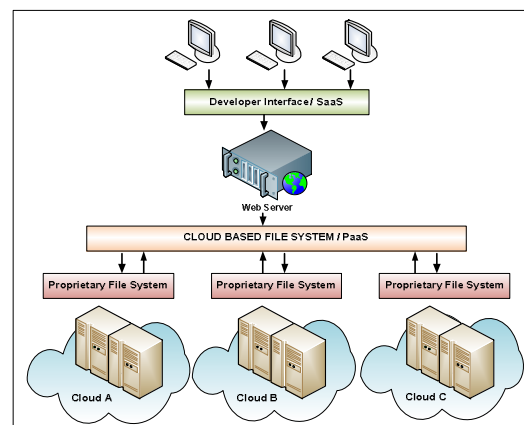 Developer Interface/ SaaS
Web Server
CLOUD BASED FILE SYSTEM / PaaS
Proprietary File System
Proprietary File System
Proprietary File System
Cloud A
Cloud B
Cloud C